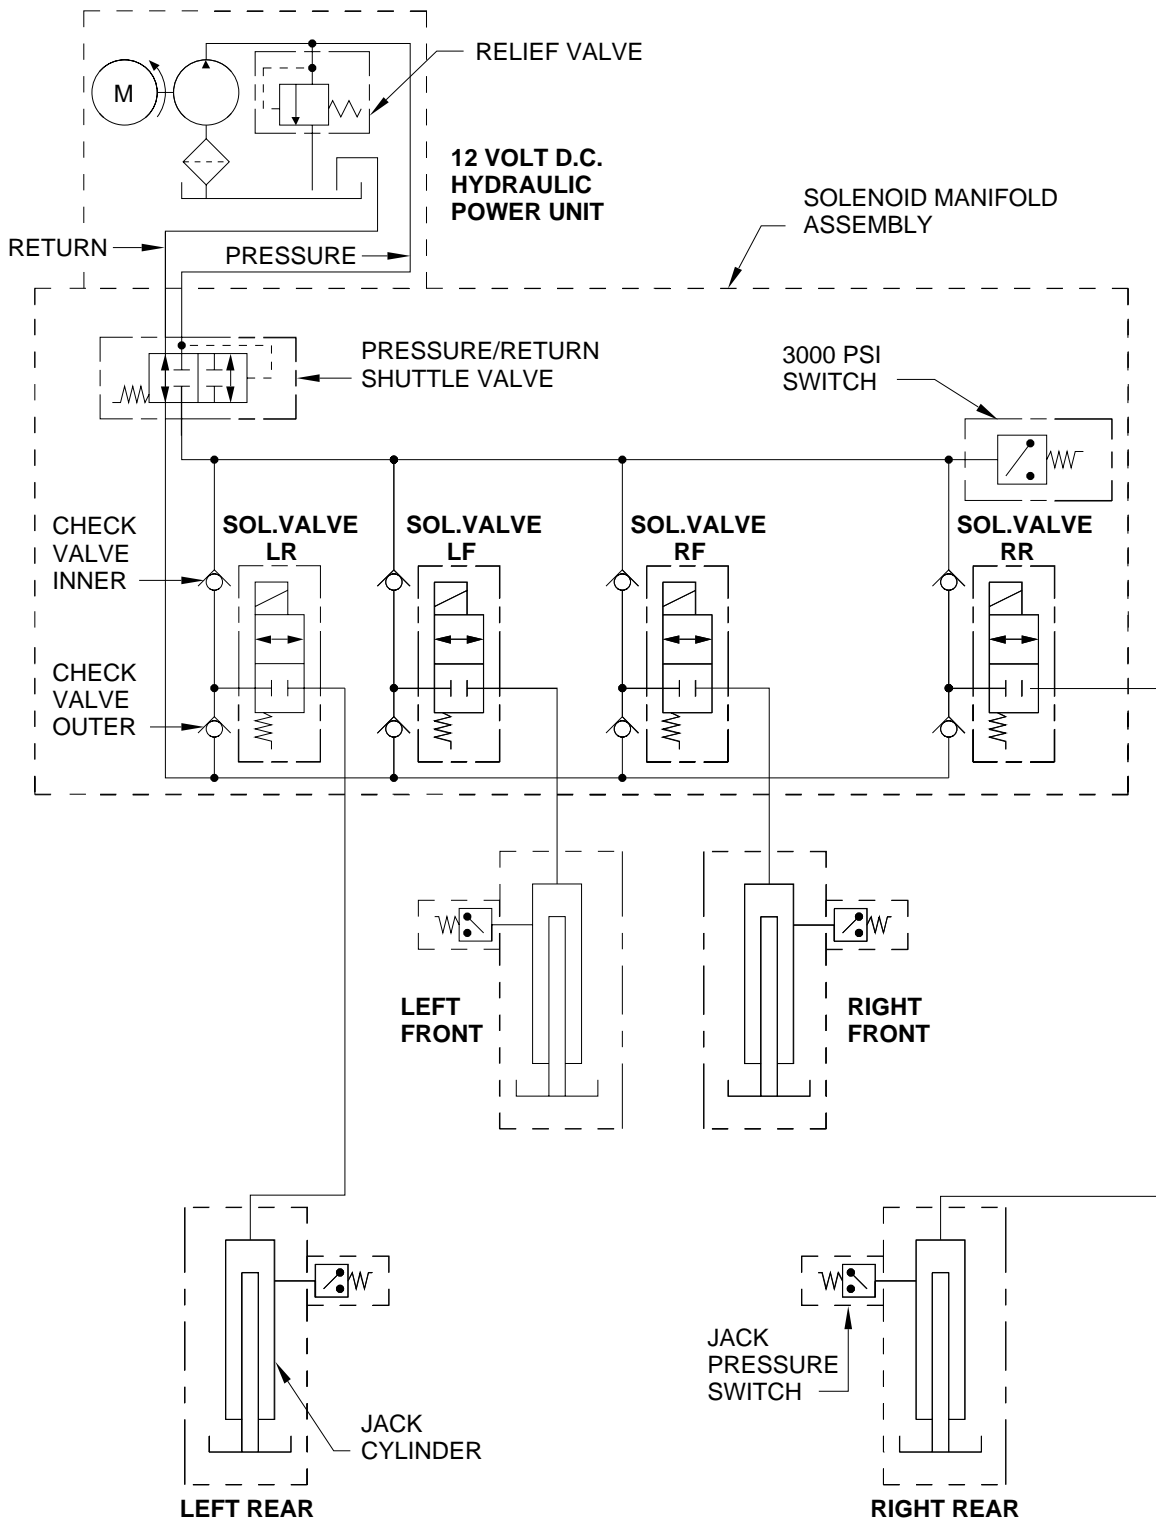 RELIEF VALVE
M
12 VOLT D.C.
HYDRAULIC
POWER UNIT
SOLENOID MANIFOLD
ASSEMBLY
RETURN
PRESSURE
PRESSURE/RETURN
SHUTTLE VALVE
3000 PSI
SWITCH
CHECK
VALVE
INNER
SOL.VALVE
LR
SOL.VALVE
LF
SOL.VALVE
RF
SOL.VALVE
RR
CHECK
VALVE
OUTER
LEFT
FRONT
RIGHT
FRONT
JACK
PRESSURE
SWITCH
JACK
CYLINDER
LEFT REAR
RIGHT REAR